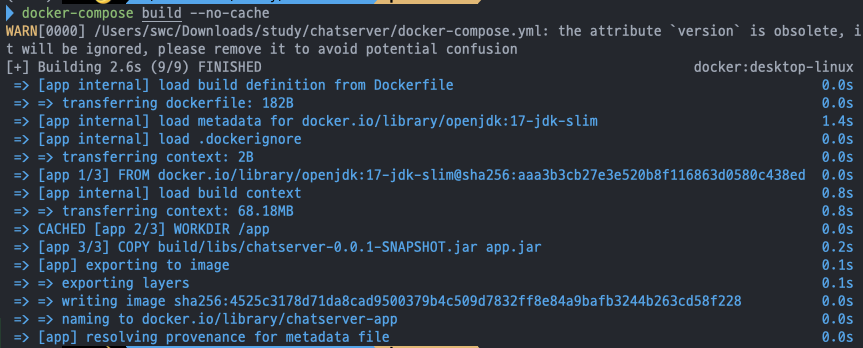 docker-compose build --no-cache
WARN[0000] /Users/swc/Downloads/study/chatserver/docker-compose.yml: the attribute `version` is obsolete, i
t will be ignored, please remove it to avoid potential confusion
[+] Building 2.6s (9/9) FINISHED docker:desktop-linux
=> [app internal] load build definition from Dockerfile 0.0s
=> => transferring dockerfile: 182B 0.0s
=> [app internal] load metadata for docker.io/library/openjdk:17-jdk-slim 1.4s
=> [app internal] load .dockerignore 0.0s
=> => transferring context: 2B 0.0s
=> [app 1/3] FROM docker.io/library/openjdk:17-jdk-slim@sha256:aaa3b3cb27e3e520b8f116863d0580c438ed 0.0s
=> [app internal] load build context 0.8s
=> => transferring context: 68.18MB 0.8s
=> CACHED [app 2/3] WORKDIR /app 0.0s
=> [app 3/3] COPY build/libs/chatserver-0.0.1-SNAPSHOT.jar app.jar 0.2s
=> [app] exporting to image 0.1s
=> => exporting layers 0.1s
=> => writing image sha256:4525c3178d71da8cad9500379b4c509d7832ff8e84a9bafb3244b263cd58f228 0.0s
=> => naming to docker.io/library/chatserver-app 0.0s
=> [app] resolving provenance for metadata file 0.0s